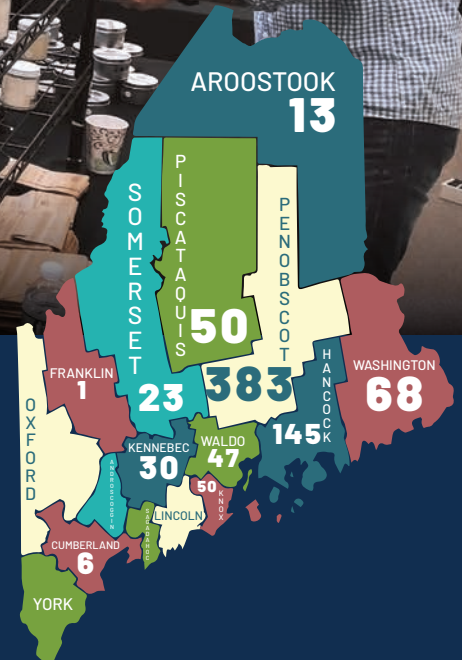 AROOSTOOK
13
PISCATAQUIS
50
SOMERSET
23
PENOBSCOT
383
HANCOCK
145
WASHINGTON
68
FRANKLIN
1
OXFORD
KENNEBEC
30
WALDO
47
50
KNOX
ANDROSCOGGIN
SAGADAHOC
LINCOLN
CUMBERLAND
6
YORK